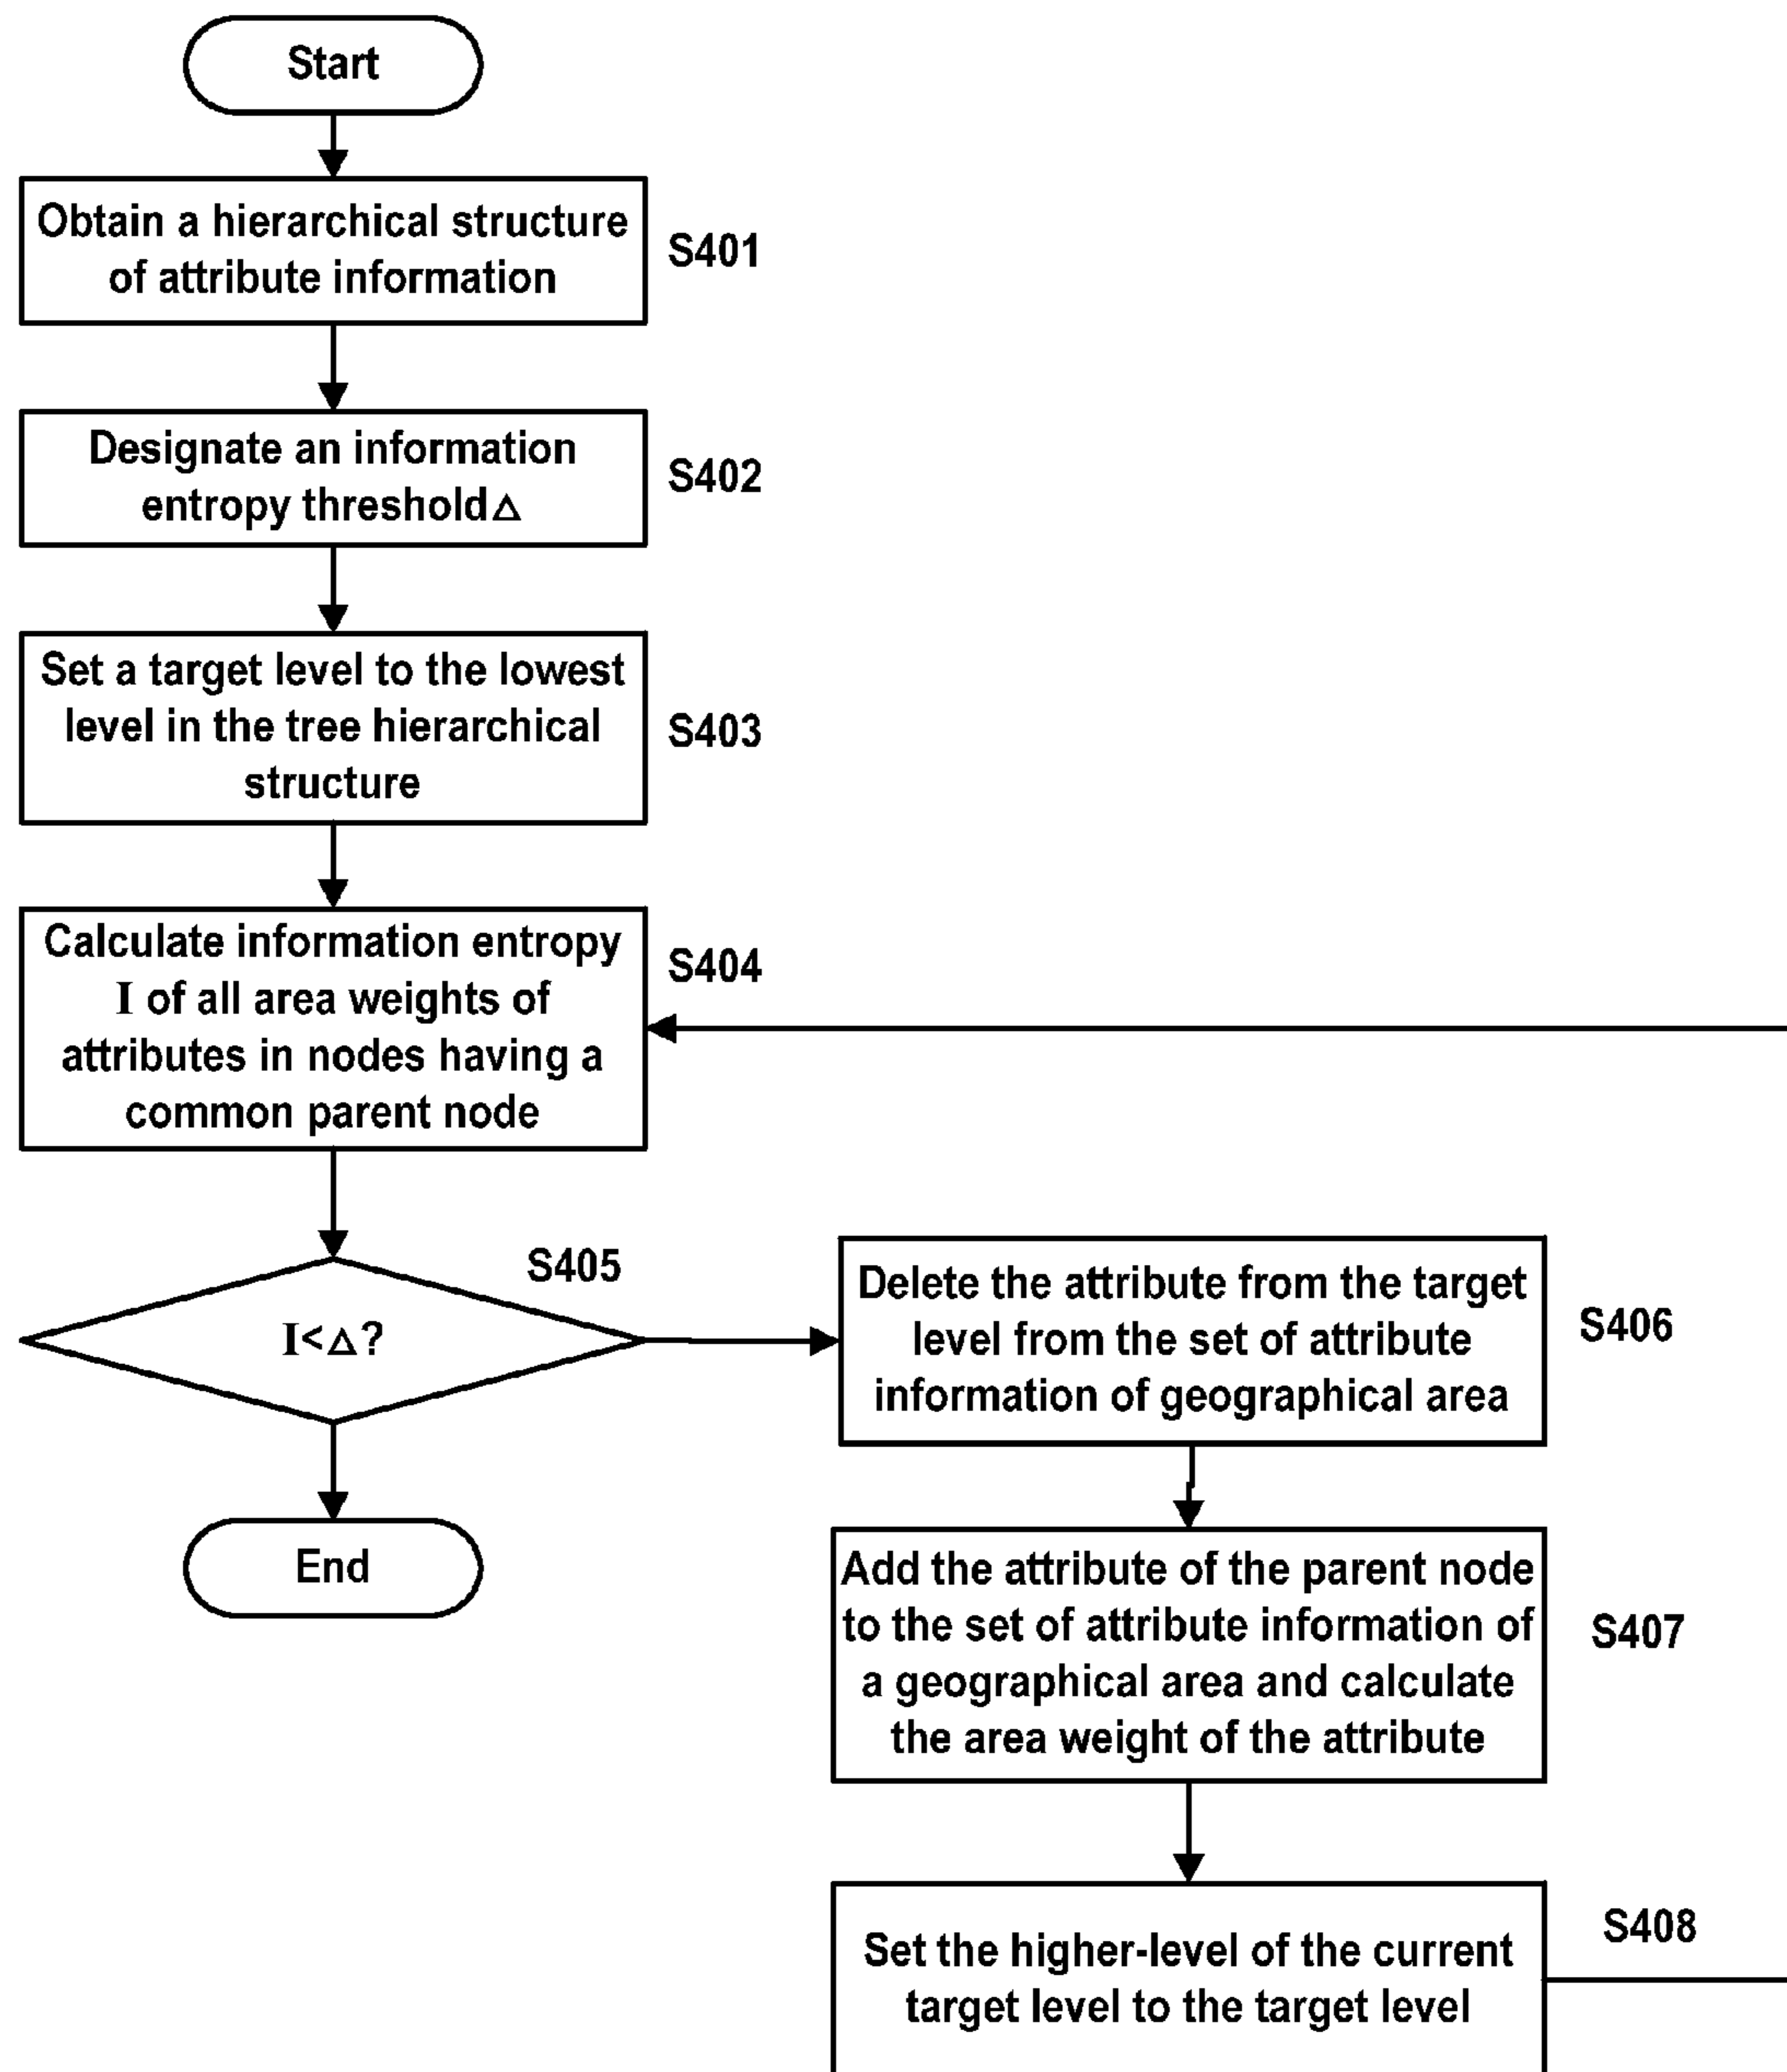 Start
Obtain a hierarchical structure
of attribute information
S401
Designate an information
entropy threshold△
S402
Set a target level to the lowest
level in the tree hierarchical
structure
S403
Calculate information entropy
I of all area weights of
attributes in nodes having a
common parent node
S404
S405
I<△?
Delete the attribute from the target
level from the set of attribute
information of geographical area
S406
End
Add the attribute of the parent node
to the set of attribute information of
a geographical area and calculate
the area weight of the attribute
S407
Set the higher-level of the current
target level to the target level
S408